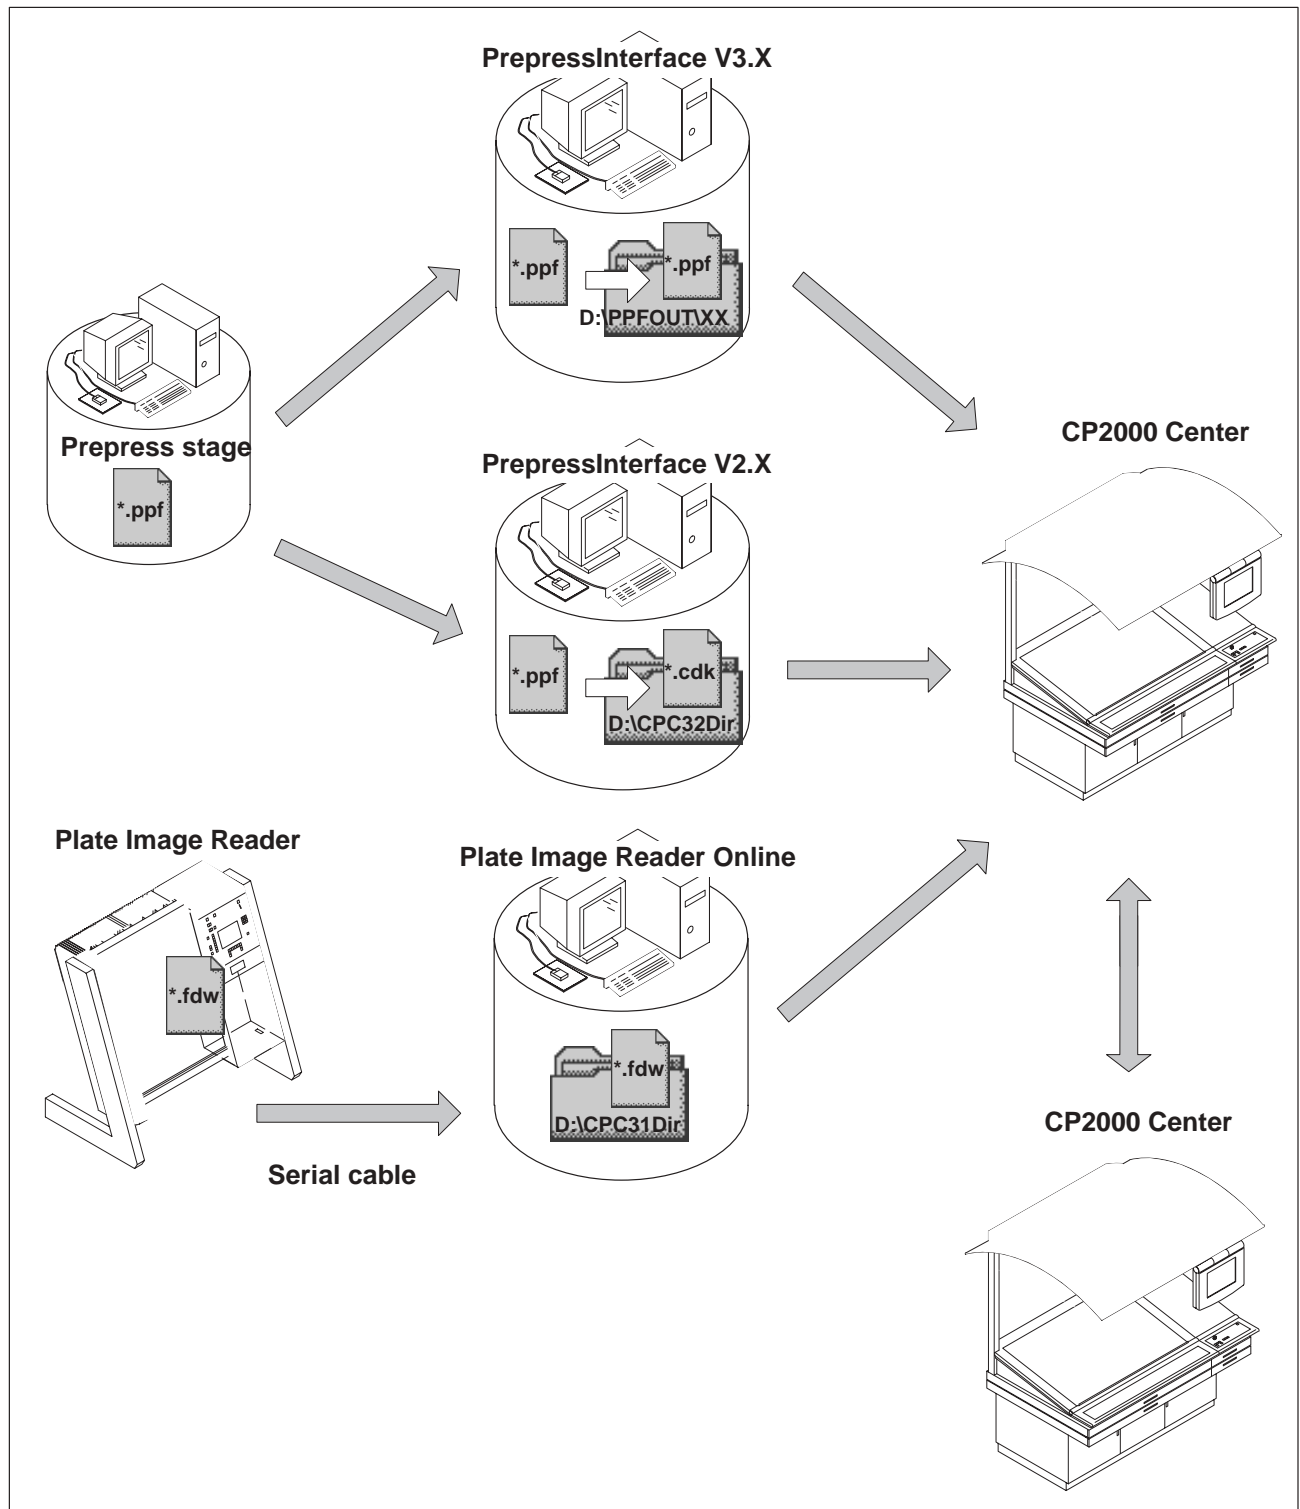 PrepressInterface V3.X
*.ppf
*.ppf
D:\PPFOUT\XX
Prepress stage
*.ppf
CP2000 Center
PrepressInterface V2.X
*.ppf
*.cdk
D:\CPC32Dir
Plate Image Reader
*.fdw
Plate Image Reader Online
*.fdw
D:\CPC31Dir
Serial cable
CP2000 Center